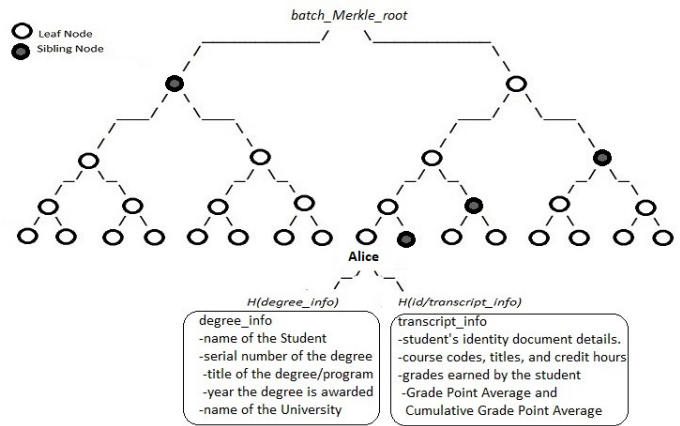 batch_Merkle_root
Leaf Node
Sibling Node
Alice
H(degree_info)
H(id/transcript_info)
degree_info
-name of the Student
-serial number of the degree
-title of the degree/program
-year the degree is awarded
-name of the University
transcript_info
-student's identity document details.
-course codes, titles, and credit hours
-grades earned by the student
-Grade Point Average and
Cumulative Grade Point Average